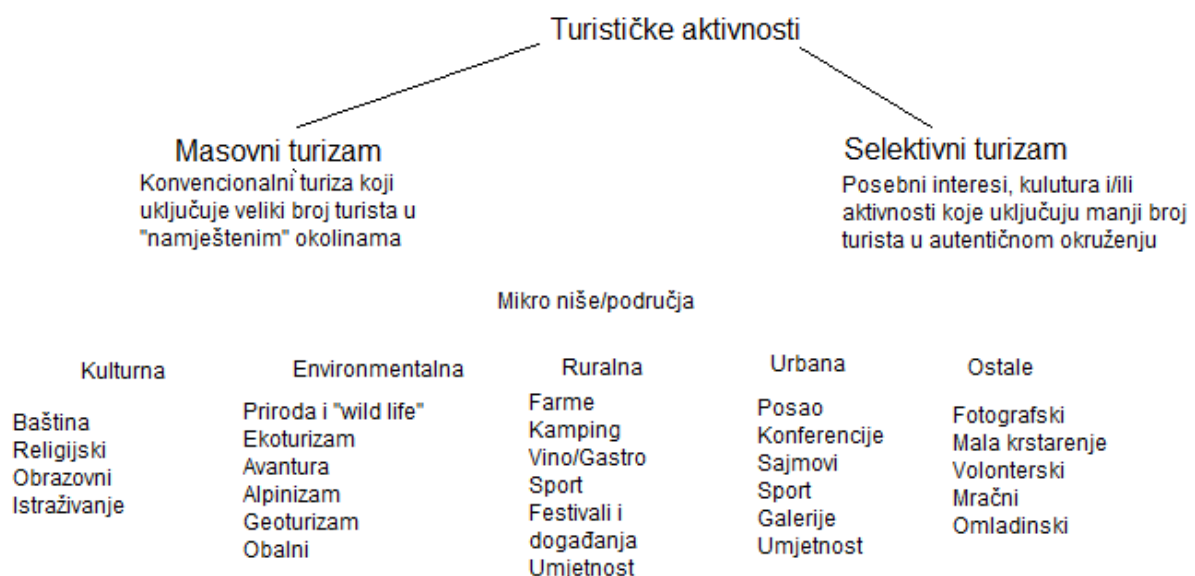 Turističke aktivnosti
Masovni turizam
Konvencionalni turiza koji
uključuje veliki broj turista u
"namještenim" okolinama
Selektivni turizam
Posebni interesi, kulutura i/ili
aktivnosti koje uključuju manji broj
turista u autentičnom okruženju
Mikro niše/područja
Kulturna
Baština
Religijski
Obrazovni
Istraživanje
Environmentalna
Priroda i "wild life"
Ekoturizam
Avantura
Alpinizam
Geoturizam
Obalni
Ruralna
Farme
Kamping
Vino/Gastro
Sport
Festivali i
događanja
Umjetnost
Urbana
Posao
Konferencije
Sajmovi
Sport
Galerije
Umjetnost
Ostale
Fotografski
Mala krstarenje
Volonterski
Mračni
Omladinski